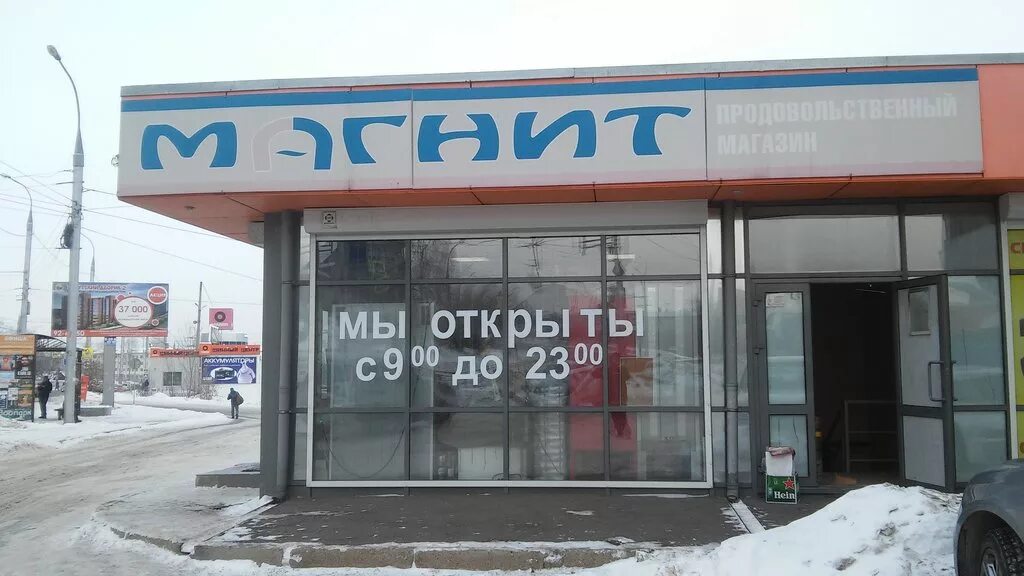 МАГНИТ
ПРОДОВОЛЬСТВЕННЫЙ
МАГАЗИН
МЫ ОТКРЫТЫ
С 9 00 ДО 23 00
37 000
АККУМУЛЯТОРЫ
Hein